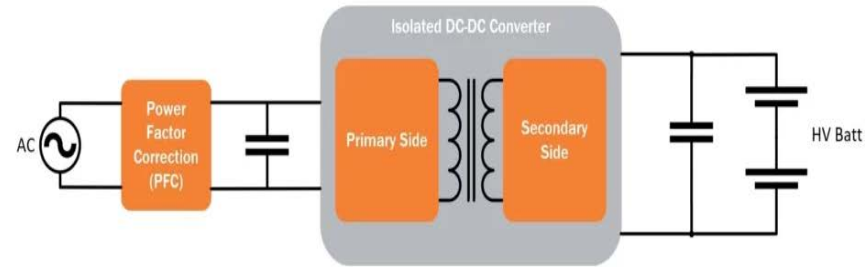 Isolated DC-DC Converter
AC
Power
Factor
Correction
(PFC)
Primary Side
Secondary
Side
HV Batt